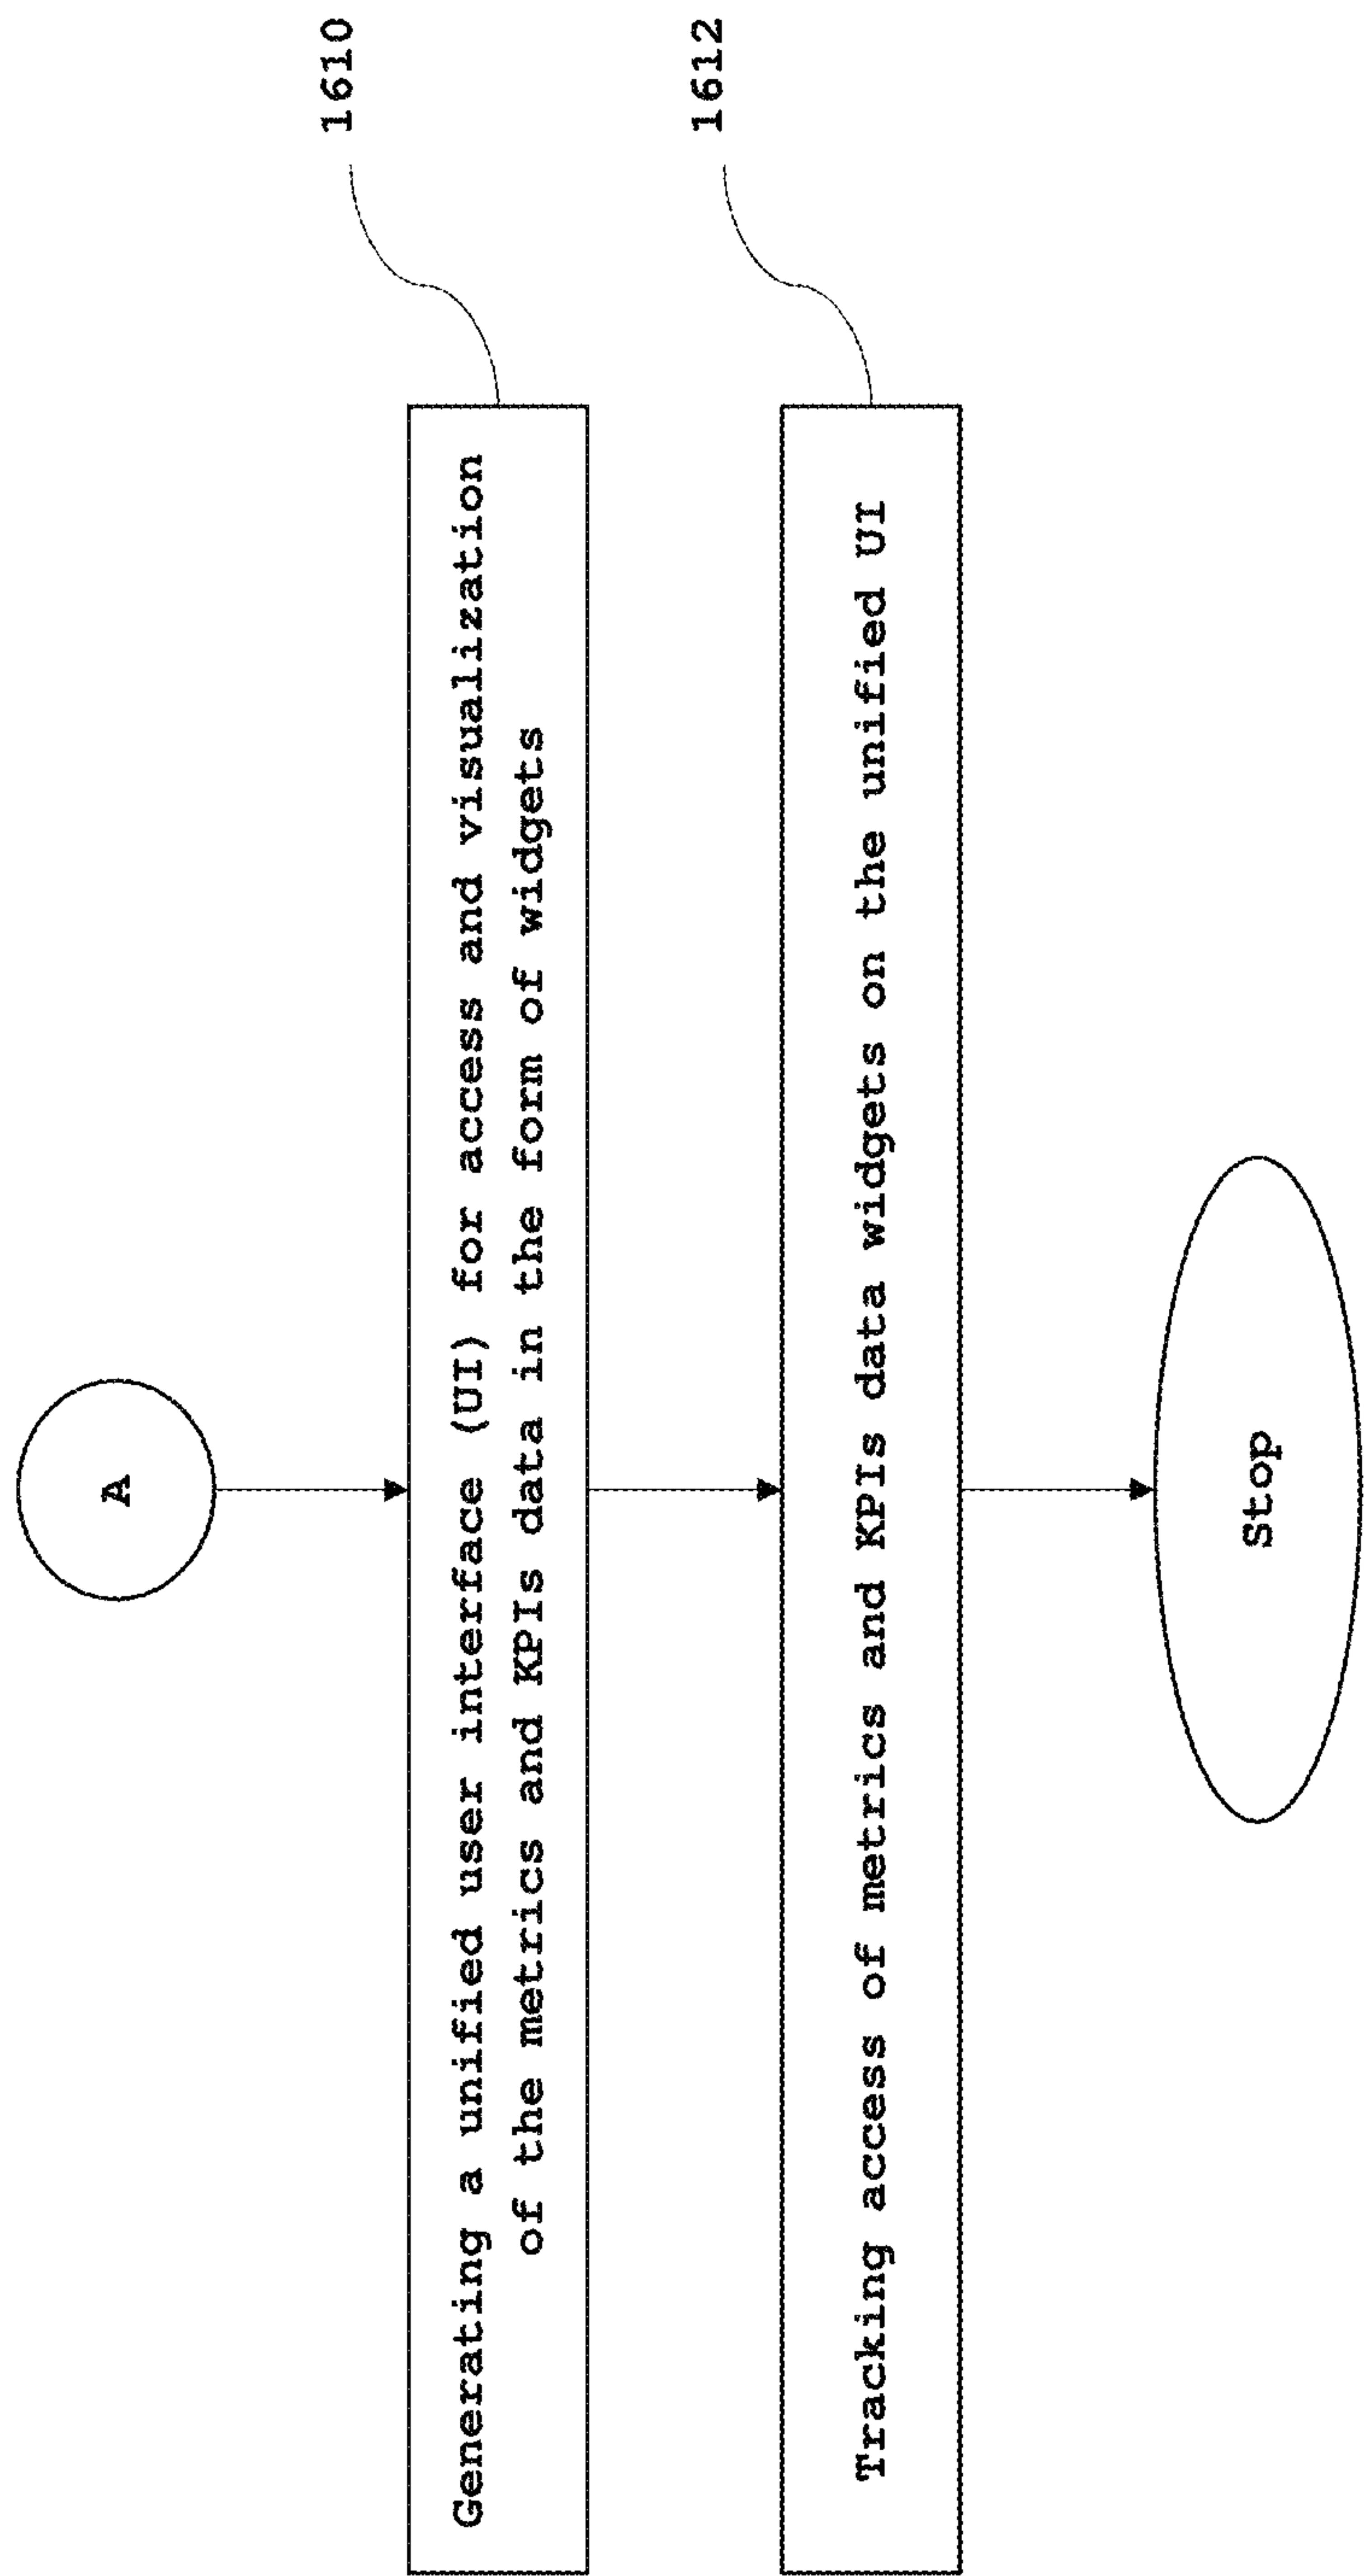 A
1610
Generating a unified user interface (UI) for access and visualization
of the metrics and KPIs data in the form of widgets
1612
Tracking access of metrics and KPIs data widgets on the unified UI
Stop